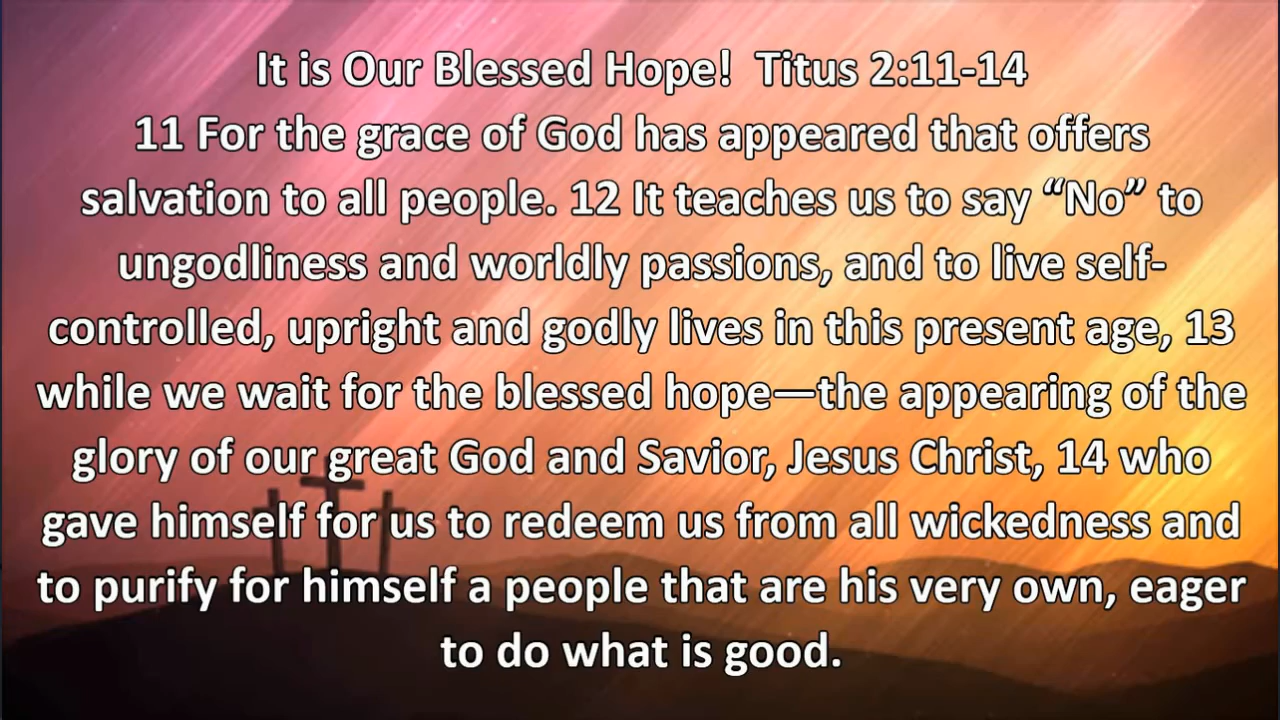 It is Our Blessed Hope!  Titus 2:11-14
11 For the grace of God has appeared that offers
salvation to all people. 12 It teaches us to say “No” to
ungodliness and worldly passions, and to live self-
controlled, upright and godly lives in this present age, 13
while we wait for the blessed hope—the appearing of the
glory of our great God and Savior, Jesus Christ, 14 who
gave himself for us to redeem us from all wickedness and
to purify for himself a people that are his very own, eager
to do what is good.